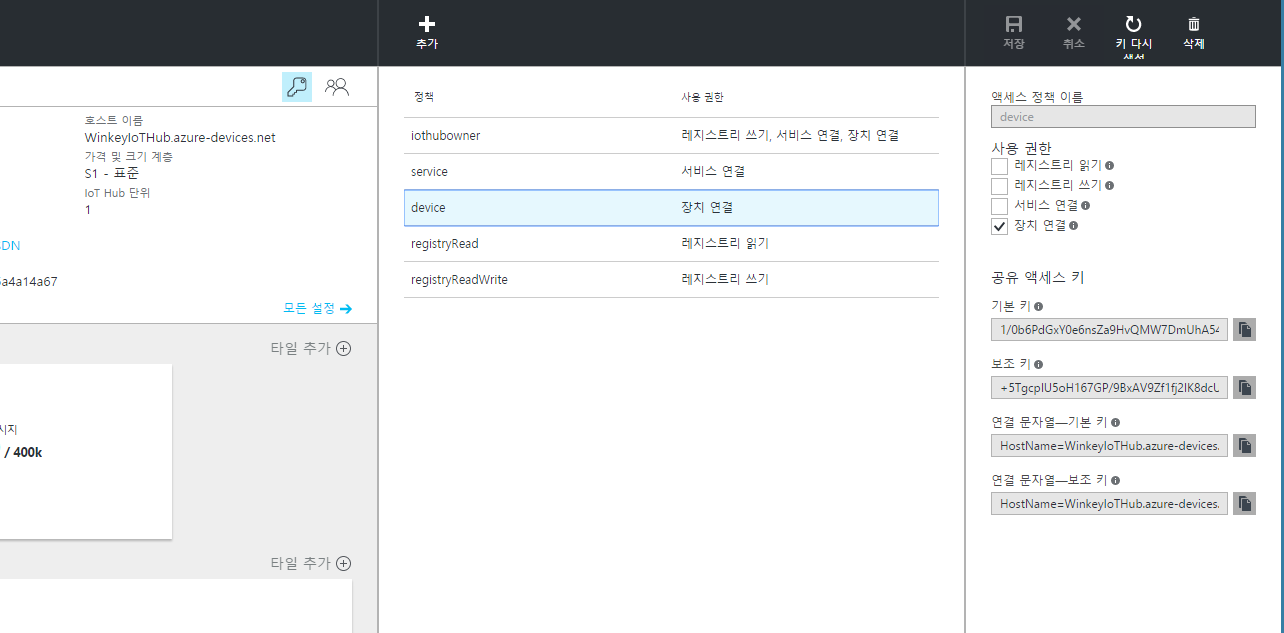 추가
저장
취소
키 다시
생성
삭제
호스트 이름
WinkeyIoTHub.azure-devices.net
가격 및 크기 계층
S1 - 표준
IoT Hub 단위
1
DN
a4a14a67
모든 설정
타일 추가
시지
/ 400k
타일 추가
정책 사용 권한
iothubowner 레지스트리 쓰기, 서비스 연결, 장치 연결
service 서비스 연결
device 장치 연결
registryRead 레지스트리 읽기
registryReadWrite 레지스트리 쓰기
액세스 정책 이름
device
사용 권한
레지스트리 읽기
레지스트리 쓰기
서비스 연결
장치 연결
공유 액세스 키
기본 키
1/0b6PdGxY0e6nsZa9HvQMW7DmUhA54
보조 키
+5TgcpIU5oH167GP/9BxAV9Zf1fj2IK8dcU
연결 문자열—기본 키
HostName=WinkeyIoTHub.azure-devices.
연결 문자열—보조 키
HostName=WinkeyIoTHub.azure-devices.